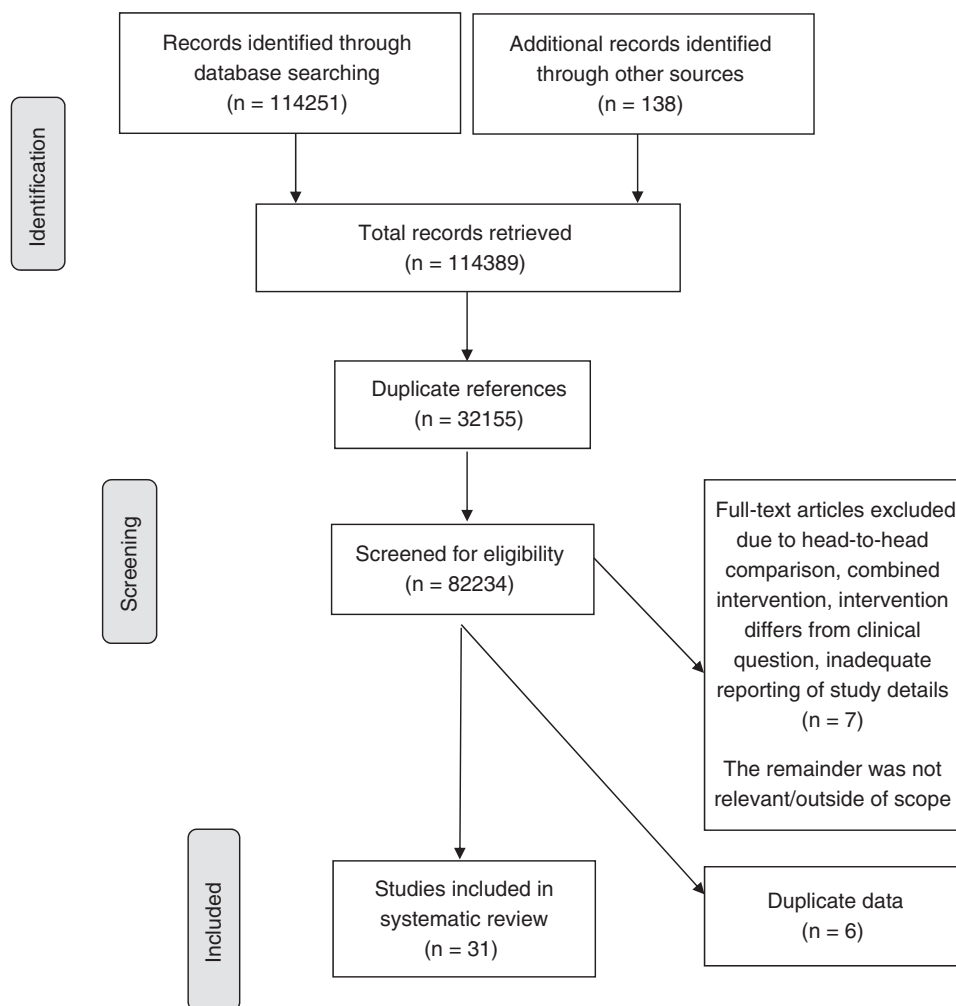 Records identified through
database searching
(n = 114251)
Additional records identified
through other sources
(n = 138)
Identification
Total records retrieved
(n = 114389)
Duplicate references
(n = 32155)
Screening
Screened for eligibility
(n = 82234)
Full-text articles excluded
due to head-to-head
comparison, combined
intervention, intervention
differs from clinical
question, inadequate
reporting of study details
(n = 7)
The remainder was not
relevant/outside of scope
Included
Studies included in
systematic review
(n = 31)
Duplicate data
(n = 6)